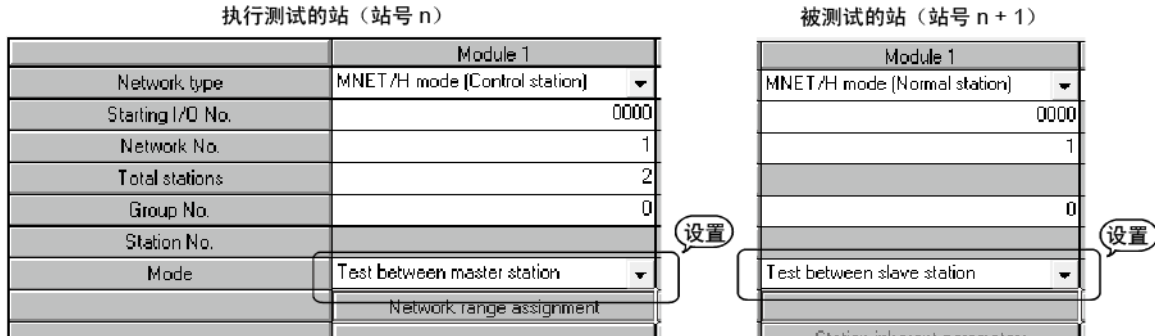 执行测试的站（站号 n）
被测试的站（站号 n + 1）
Module 1
Network type MNET/H mode (Control station)
Starting I/O No. 0000
Network No. 1
Total stations 2
Group No. 0
Station No.
Mode Test between master station
Network range assignment
设置
Module 1
MNET/H mode (Normal station)
0000
1
0
Test between slave station
Station inherent parameters
设置